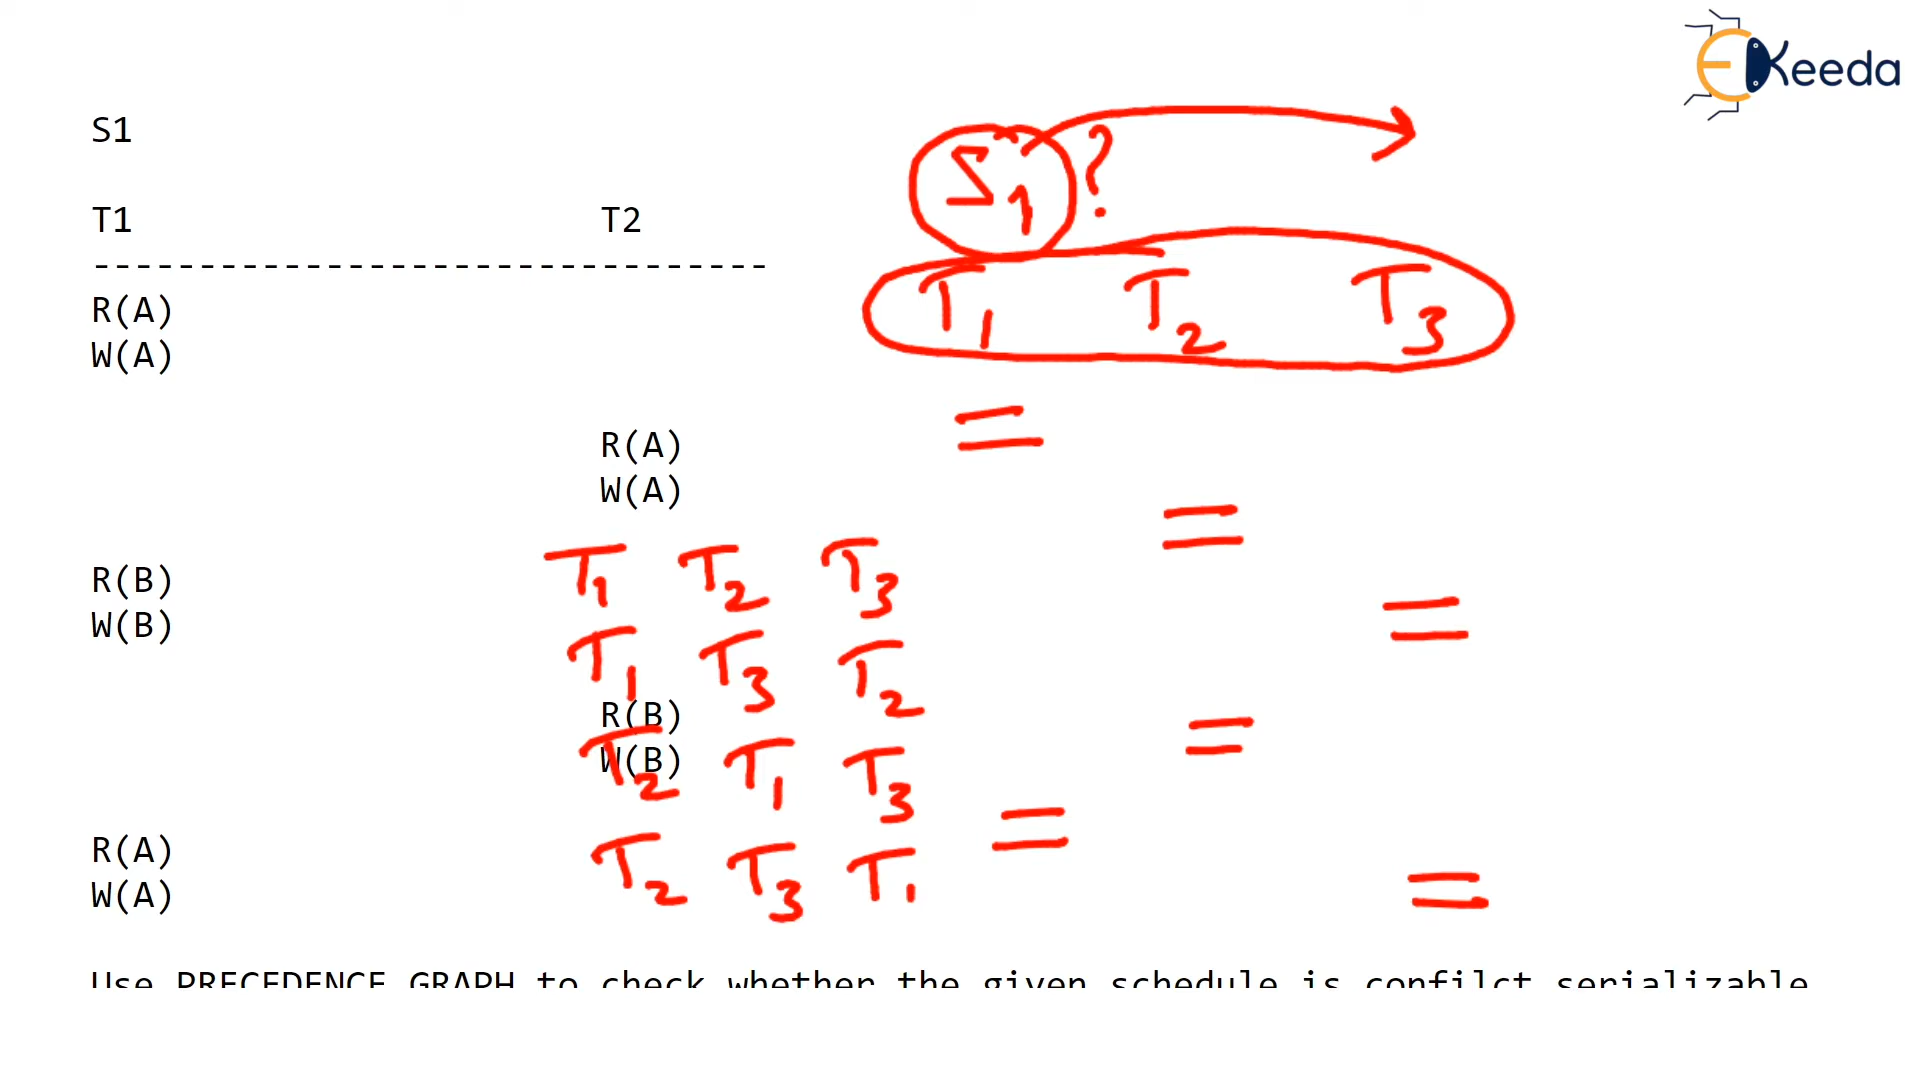 EKeeda
S1
S1 ?
T1 T2
---------------------------------
T1 T2 T3
R(A)
W(A)
=
R(A)
W(A)
=
T1 T2 T3
R(B)
W(B)
=
T1 T3 T2
R(B)
W(B)
=
T2 T1 T3
=
R(A)
W(A)
T2 T3 T1
=
Use PRECEDENCE GRAPH to check whether the given schedule is confilct serializable